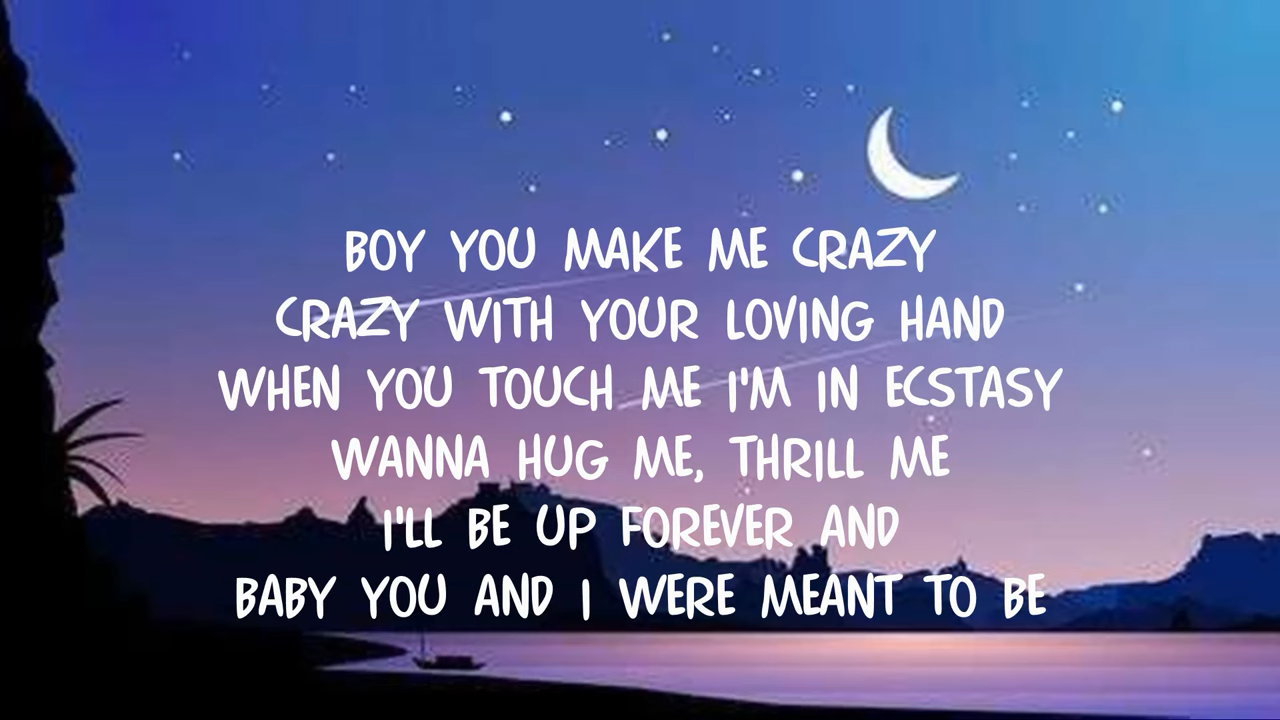 BOY YOU MAKE ME CRAZY
CRAZY WITH YOUR LOVING HAND
WHEN YOU TOUCH ME I'M IN ECSTASY
WANNA HUG ME, THRILL ME
I'LL BE UP FOREVER AND
BABY YOU AND I WERE MEANT TO BE